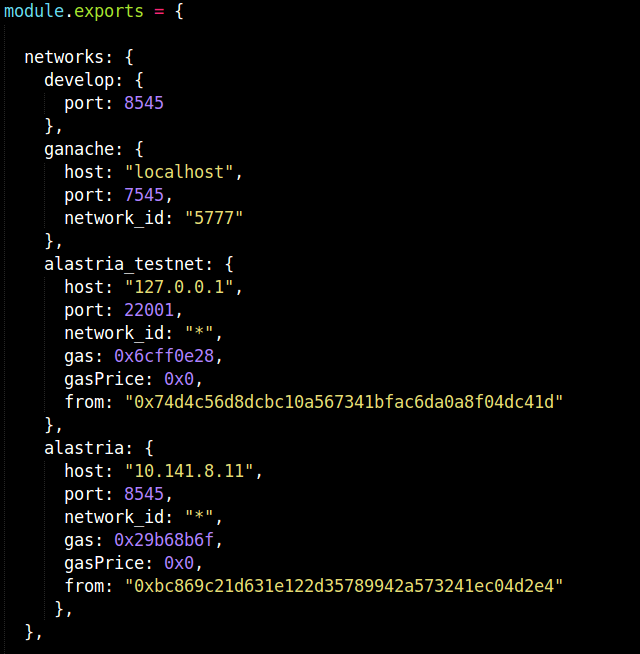 module.exports = {
networks: {
develop: {
port: 8545
},
ganache: {
host: "localhost",
port: 7545,
network_id: "5777"
},
alastria_testnet: {
host: "127.0.0.1",
port: 22001,
network_id: "*",
gas: 0x6cff0e28,
gasPrice: 0x0,
from: "0x74d4c56d8dcbc10a567341bfac6da0a8f04dc41d"
},
alastria: {
host: "10.141.8.11",
port: 8545,
network_id: "*",
gas: 0x29b68b6f,
gasPrice: 0x0,
from: "0xbc869c21d631e122d35789942a573241ec04d2e4"
},
},